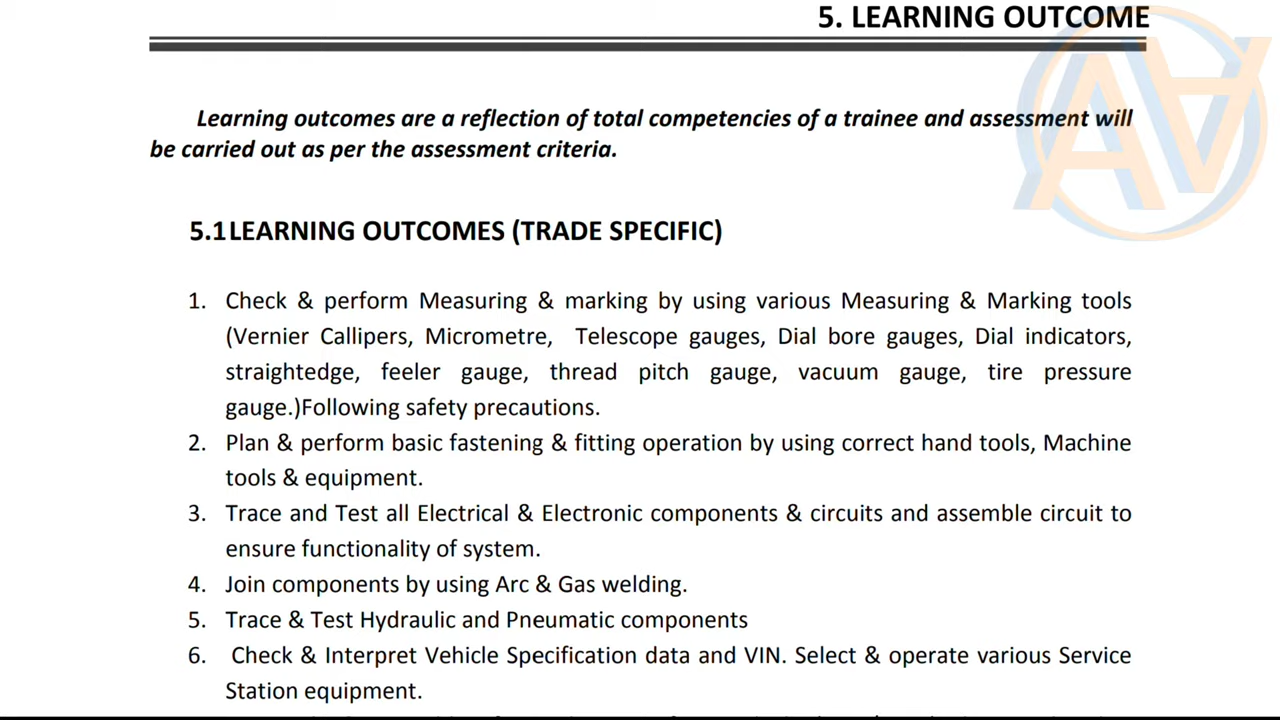 5. LEARNING OUTCOME
Learning outcomes are a reflection of total competencies of a trainee and assessment will
be carried out as per the assessment criteria.
5.1LEARNING OUTCOMES (TRADE SPECIFIC)
1. Check & perform Measuring & marking by using various Measuring & Marking tools
(Vernier Callipers, Micrometre, Telescope gauges, Dial bore gauges, Dial indicators,
straightedge, feeler gauge, thread pitch gauge, vacuum gauge, tire pressure
gauge.)Following safety precautions.
2. Plan & perform basic fastening & fitting operation by using correct hand tools, Machine
tools & equipment.
3. Trace and Test all Electrical & Electronic components & circuits and assemble circuit to
ensure functionality of system.
4. Join components by using Arc & Gas welding.
5. Trace & Test Hydraulic and Pneumatic components
6. Check & Interpret Vehicle Specification data and VIN. Select & operate various Service
Station equipment.